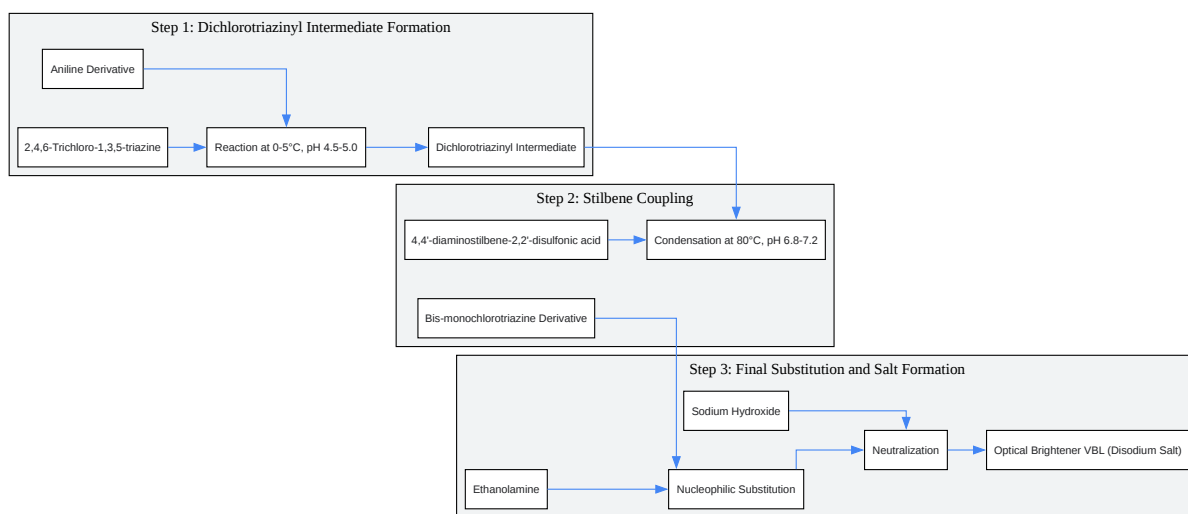 Step 1: Dichlorotriazinyl Intermediate Formation
Aniline Derivative
2,4,6-Trichloro-1,3,5-triazine
Reaction at 0-5°C, pH 4.5-5.0
Dichlorotriazinyl Intermediate
Step 2: Stilbene Coupling
4,4'-diaminostilbene-2,2'-disulfonic acid
Condensation at 80°C, pH 6.8-7.2
Bis-monochlorotriazine Derivative
Step 3: Final Substitution and Salt Formation
Sodium Hydroxide
Neutralization
Optical Brightener VBL (Disodium Salt)
Ethanolamine
Nucleophilic Substitution